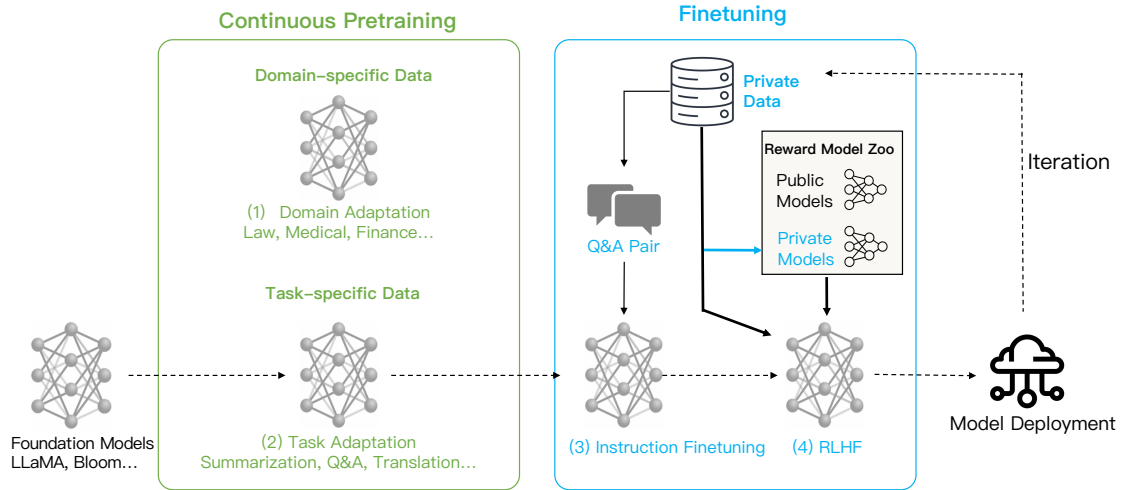 Continuous Pretraining
Domain-specific Data
(1) Domain Adaptation
Law, Medical, Finance...
Task-specific Data
(2) Task Adaptation
Summarization, Q&A, Translation...
Foundation Models
LLaMA, Bloom...
Finetuning
Private
Data
Q&A Pair
Reward Model Zoo
Public
Models
Private
Models
(3) Instruction Finetuning
(4) RLHF
Iteration
Model Deployment